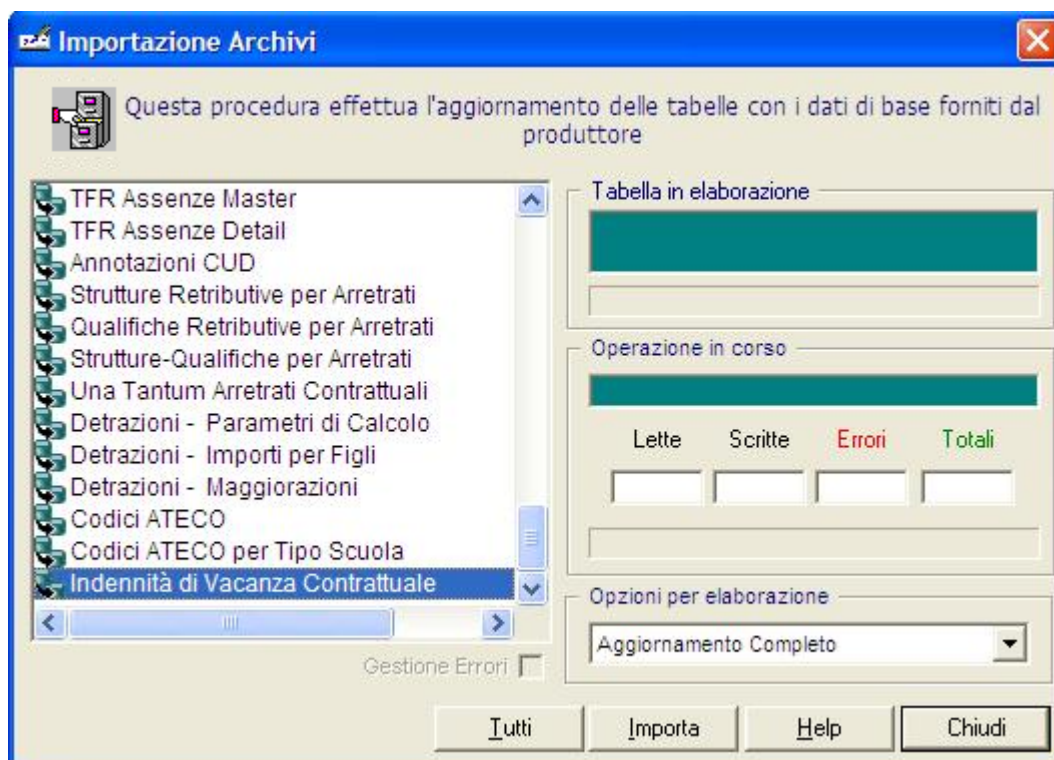 Importazione Archivi
Questa procedura effettua l'aggiornamento delle tabelle con i dati di base forniti dal
produttore
TFR Assenze Master
TFR Assenze Detail
Annotazioni CUD
Strutture Retributive per Arretrati
Qualifiche Retributive per Arretrati
Strutture-Qualifiche per Arretrati
Una Tantum Arretrati Contrattuali
Detrazioni - Parametri di Calcolo
Detrazioni - Importi per Figli
Detrazioni - Maggiorazioni
Codici ATECO
Codici ATECO per Tipo Scuola
Indennità di Vacanza Contrattuale
Gestione Errori
Tabella in elaborazione
Operazione in corso
Lette Scritte Errori Totali
Opzioni per elaborazione
Aggiornamento Completo
Tutti Importa Help Chiudi